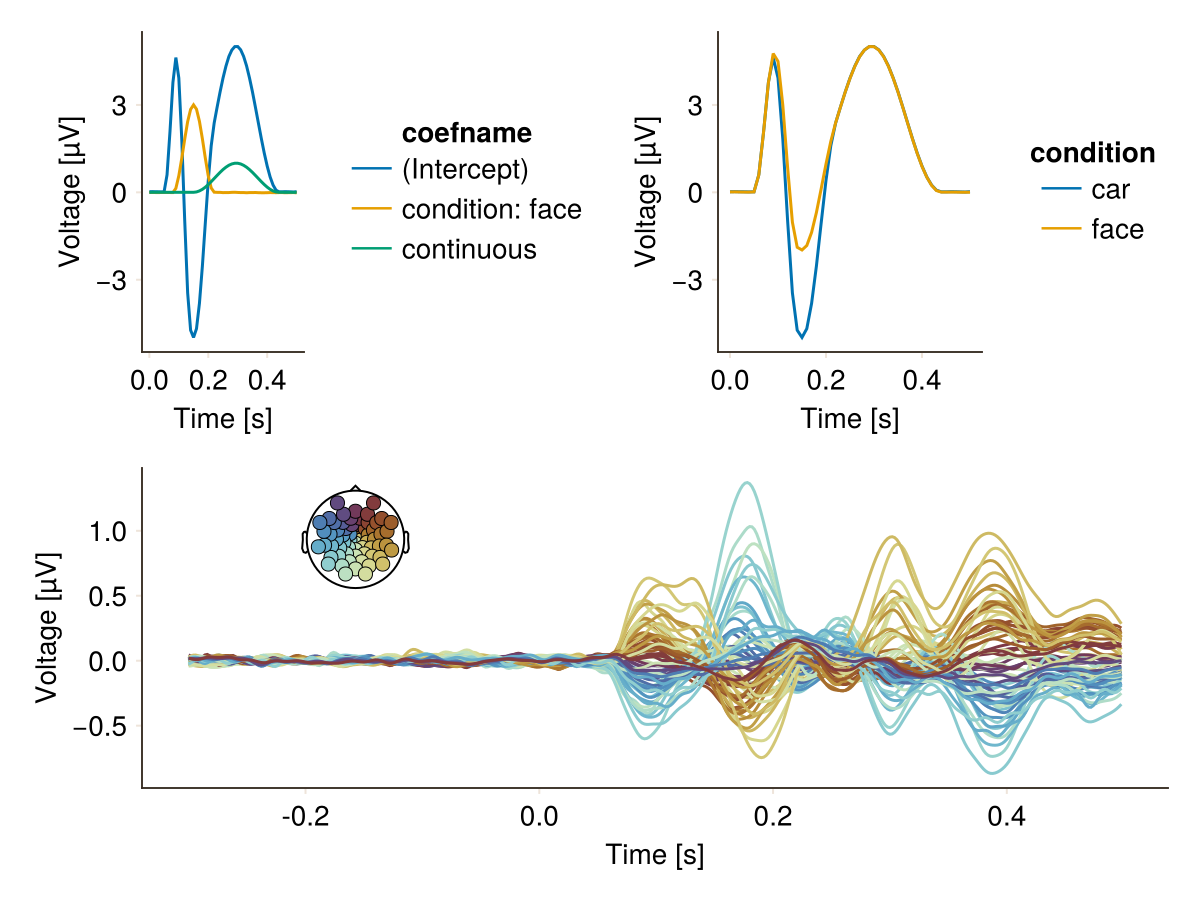 Voltage [µV]
3
0
−3
0.0 0.2 0.4
Time [s]
coefname
(Intercept)
condition: face
continuous
Voltage [µV]
3
0
−3
0.0 0.2 0.4
Time [s]
condition
car
face
Voltage [µV]
1.0
0.5
0.0
−0.5
-0.2 0.0 0.2 0.4
Time [s]